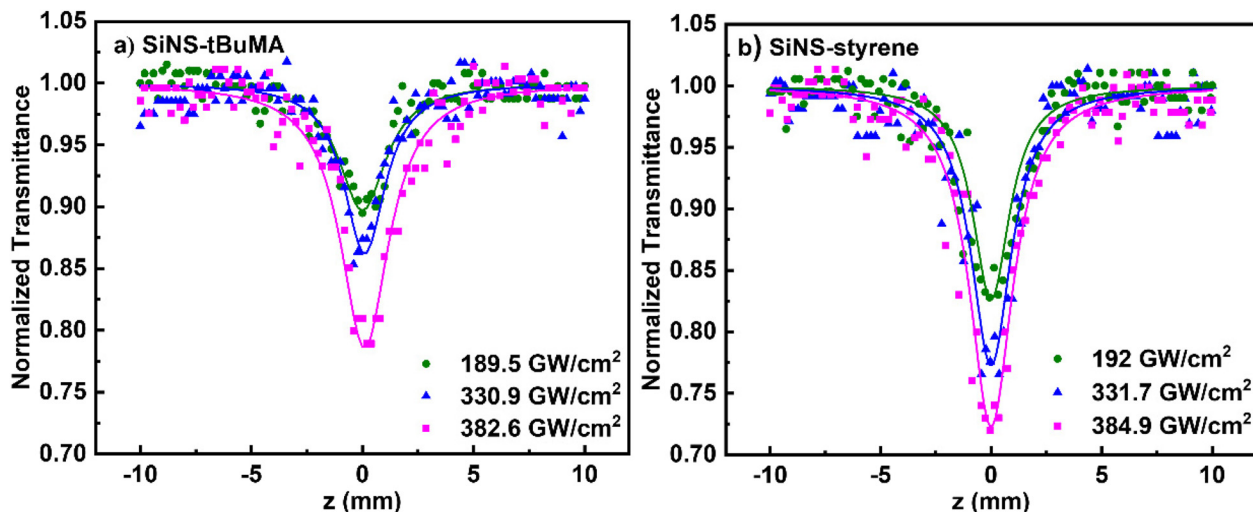 a) SiNS-tBuMA
Normalized Transmittance
1.05
1.00
0.95
0.90
0.85
0.80
0.75
0.70
189.5 GW/cm²
330.9 GW/cm²
382.6 GW/cm²
-10 -5 0 5 10
z (mm)
b) SiNS-styrene
Normalized Transmittance
1.05
1.00
0.95
0.90
0.85
0.80
0.75
0.70
192 GW/cm²
331.7 GW/cm²
384.9 GW/cm²
-10 -5 0 5 10
z (mm)